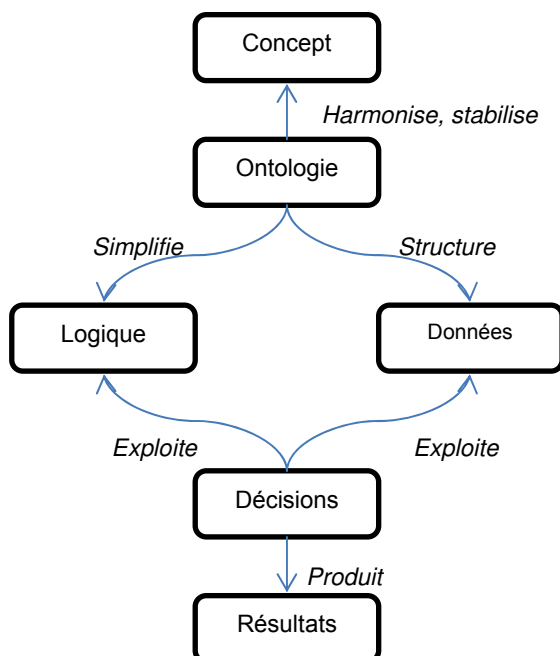 Concept
Harmonise, stabilise
Ontologie
Simplifie
Structure
Logique
Données
Exploite
Exploite
Décisions
Produit
Résultats